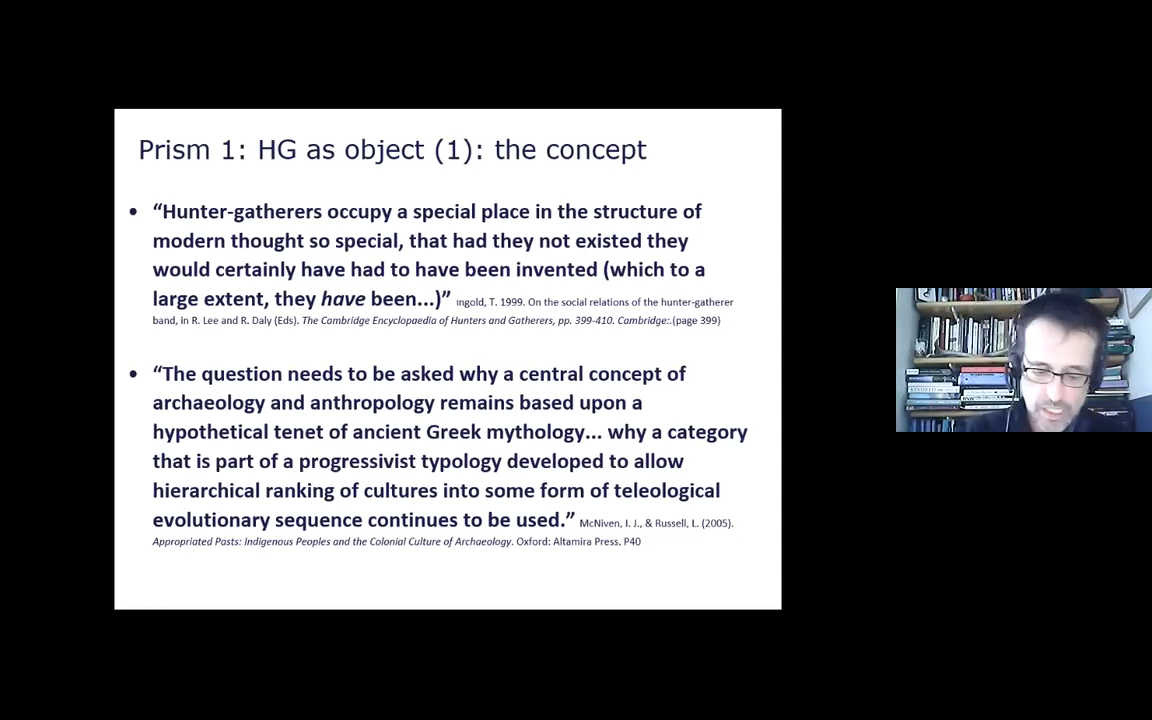 Prism 1: HG as object (1): the concept
• “Hunter-gatherers occupy a special place in the structure of
modern thought so special, that had they not existed they
would certainly have had to have been invented (which to a
large extent, they have been...)” Ingold, T. 1999. On the social relations of the hunter-gatherer
band, in R. Lee and R. Daly (Eds). The Cambridge Encyclopaedia of Hunters and Gatherers, pp. 399-410. Cambridge:.(page 399)
• “The question needs to be asked why a central concept of
archaeology and anthropology remains based upon a
hypothetical tenet of ancient Greek mythology... why a category
that is part of a progressivist typology developed to allow
hierarchical ranking of cultures into some form of teleological
evolutionary sequence continues to be used.” McNiven, I. J., & Russell, L. (2005).
Appropriated Pasts: Indigenous Peoples and the Colonial Culture of Archaeology. Oxford: Altamira Press. P40